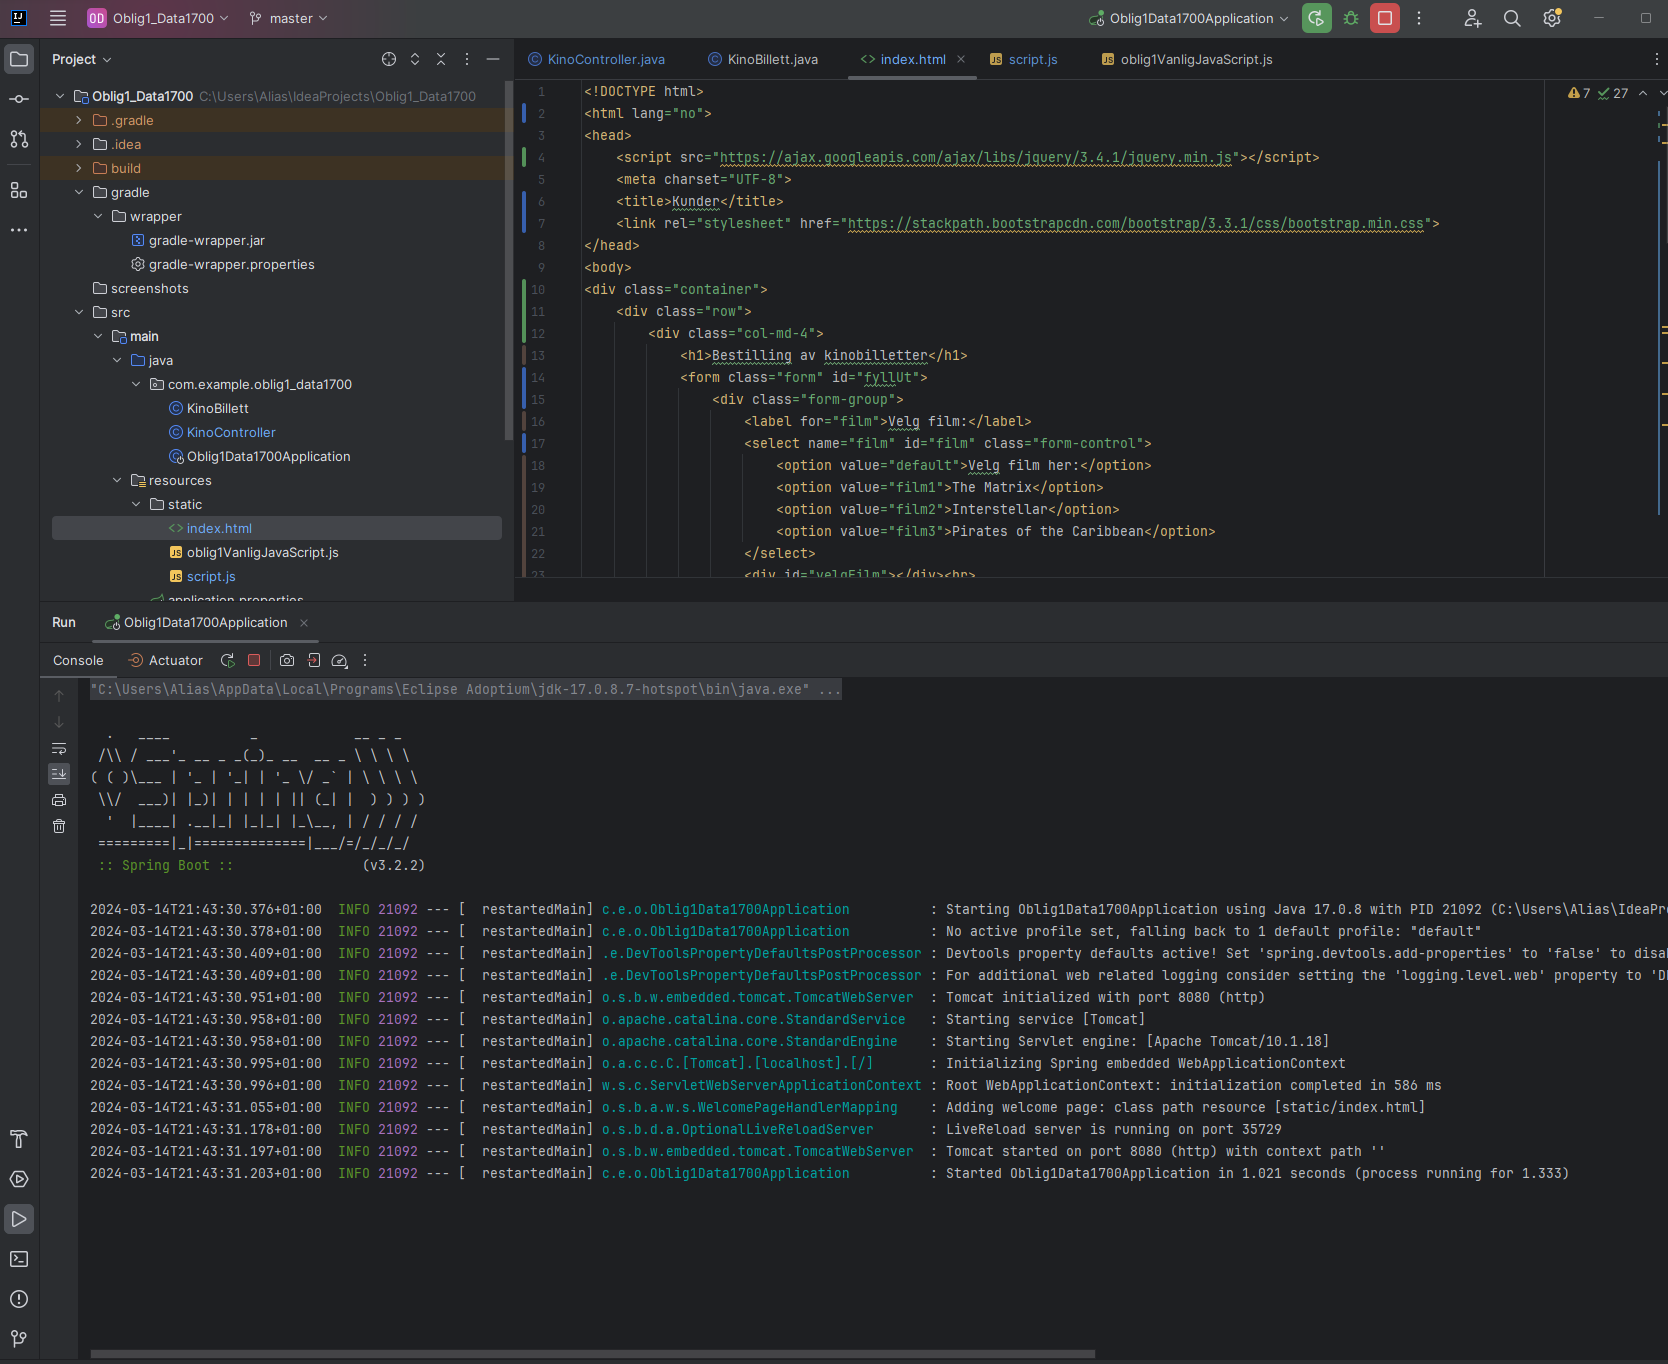 OD Oblig1_Data1700 master Oblig1Data1700Application
Project
KinoController.java KinoBillett.java index.html script.js oblig1VanligJavaScript.js
Oblig1_Data1700 C:\Users\Alias\IdeaProjects\Oblig1_Data1700
.gradle
.idea
build
gradle
wrapper
gradle-wrapper.jar
gradle-wrapper.properties
screenshots
src
main
java
com.example.oblig1_data1700
KinoBillett
KinoController
Oblig1Data1700Application
resources
static
index.html
oblig1VanligJavaScript.js
script.js
application.properties
7 27
1 <!DOCTYPE html>
2 <html lang="no">
3 <head>
4 <script src="https://ajax.googleapis.com/ajax/libs/jquery/3.4.1/jquery.min.js"></script>
5 <meta charset="UTF-8">
6 <title>Kunder</title>
7 <link rel="stylesheet" href="https://stackpath.bootstrapcdn.com/bootstrap/3.3.1/css/bootstrap.min.css">
8 </head>
9 <body>
10 <div class="container">
11 <div class="row">
12 <div class="col-md-4">
13 <h1>Bestilling av kinobilletter</h1>
14 <form class="form" id="fyllUt">
15 <div class="form-group">
16 <label for="film">Velg film:</label>
17 <select name="film" id="film" class="form-control">
18 <option value="default">Velg film her:</option>
19 <option value="film1">The Matrix</option>
20 <option value="film2">Interstellar</option>
21 <option value="film3">Pirates of the Caribbean</option>
22 </select>
23 <div id="velgFilm"></div><br>
Run Oblig1Data1700Application
Console Actuator
"C:\Users\Alias\AppData\Local\Programs\Eclipse Adoptium\jdk-17.0.8.7-hotspot\bin\java.exe" ...
  .   ____          _            __ _ _
 /\\ / ___'_ __ _ _(_)_ __  __ _ \ \ \ \
( ( )\___ | '_ | '_| | '_ \/ _` | \ \ \ \
 \\/  ___)| |_)| | | | | || (_| |  ) ) ) )
  '  |____| .__|_| |_|_| |_\__, | / / / /
 =========|_|==============|___/=/_/_/_/
:: Spring Boot :: (v3.2.2)
2024-03-14T21:43:30.376+01:00 INFO 21092 --- [ restartedMain] c.e.o.Oblig1Data1700Application : Starting Oblig1Data1700Application using Java 17.0.8 with PID 21092 (C:\Users\Alias\IdeaPro
2024-03-14T21:43:30.378+01:00 INFO 21092 --- [ restartedMain] c.e.o.Oblig1Data1700Application : No active profile set, falling back to 1 default profile: "default"
2024-03-14T21:43:30.409+01:00 INFO 21092 --- [ restartedMain] .e.DevToolsPropertyDefaultsPostProcessor : Devtools property defaults active! Set 'spring.devtools.add-properties' to 'false' to disa
2024-03-14T21:43:30.409+01:00 INFO 21092 --- [ restartedMain] .e.DevToolsPropertyDefaultsPostProcessor : For additional web related logging consider setting the 'logging.level.web' property to 'D
2024-03-14T21:43:30.951+01:00 INFO 21092 --- [ restartedMain] o.s.b.w.embedded.tomcat.TomcatWebServer : Tomcat initialized with port 8080 (http)
2024-03-14T21:43:30.958+01:00 INFO 21092 --- [ restartedMain] o.apache.catalina.core.StandardService : Starting service [Tomcat]
2024-03-14T21:43:30.958+01:00 INFO 21092 --- [ restartedMain] o.apache.catalina.core.StandardEngine : Starting Servlet engine: [Apache Tomcat/10.1.18]
2024-03-14T21:43:30.995+01:00 INFO 21092 --- [ restartedMain] o.a.c.c.C.[Tomcat].[localhost].[/] : Initializing Spring embedded WebApplicationContext
2024-03-14T21:43:30.996+01:00 INFO 21092 --- [ restartedMain] w.s.c.ServletWebServerApplicationContext : Root WebApplicationContext: initialization completed in 586 ms
2024-03-14T21:43:31.055+01:00 INFO 21092 --- [ restartedMain] o.s.b.a.w.s.WelcomePageHandlerMapping : Adding welcome page: class path resource [static/index.html]
2024-03-14T21:43:31.178+01:00 INFO 21092 --- [ restartedMain] o.s.b.d.a.OptionalLiveReloadServer : LiveReload server is running on port 35729
2024-03-14T21:43:31.197+01:00 INFO 21092 --- [ restartedMain] o.s.b.w.embedded.tomcat.TomcatWebServer : Tomcat started on port 8080 (http) with context path ''
2024-03-14T21:43:31.203+01:00 INFO 21092 --- [ restartedMain] c.e.o.Oblig1Data1700Application : Started Oblig1Data1700Application in 1.021 seconds (process running for 1.333)